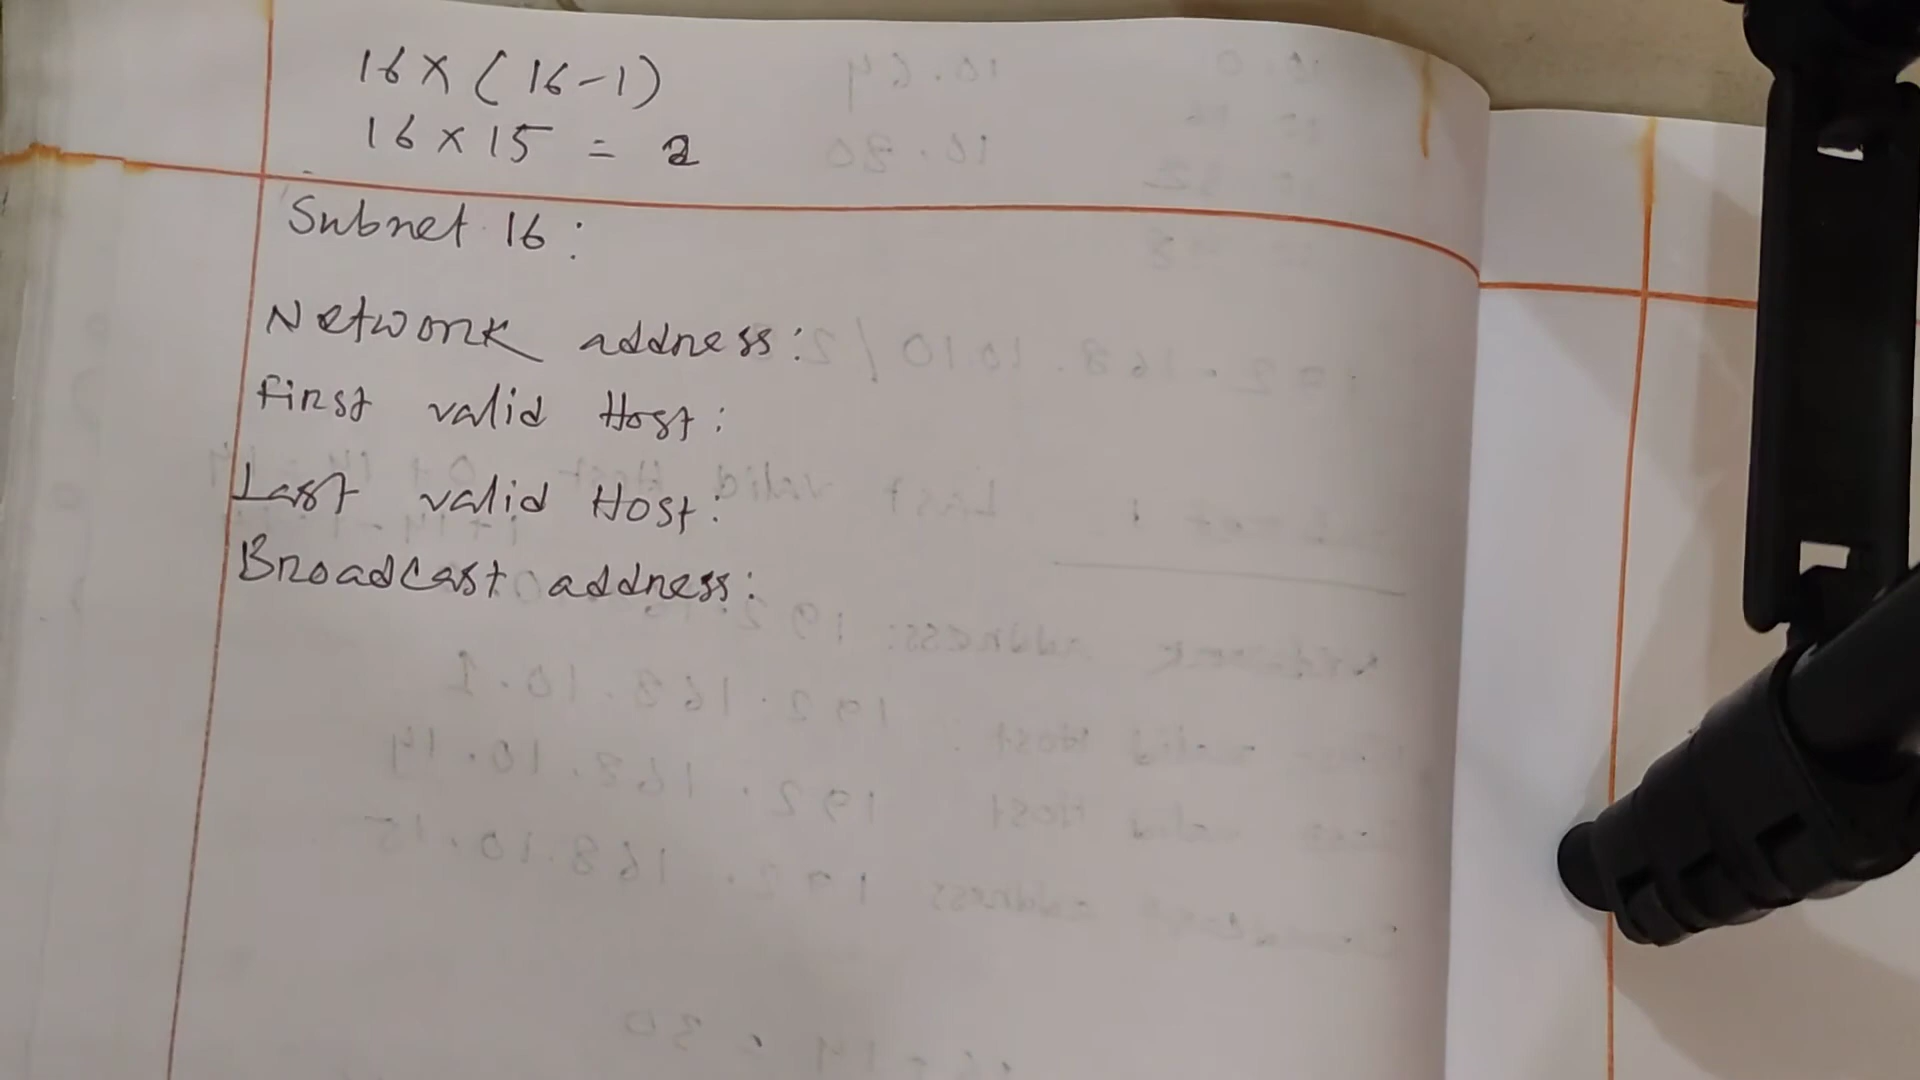 16 × (16-1)
16 × 15 = 2
Subnet 16:
Network address:
First valid Host:
Last valid Host:
Broadcast address: